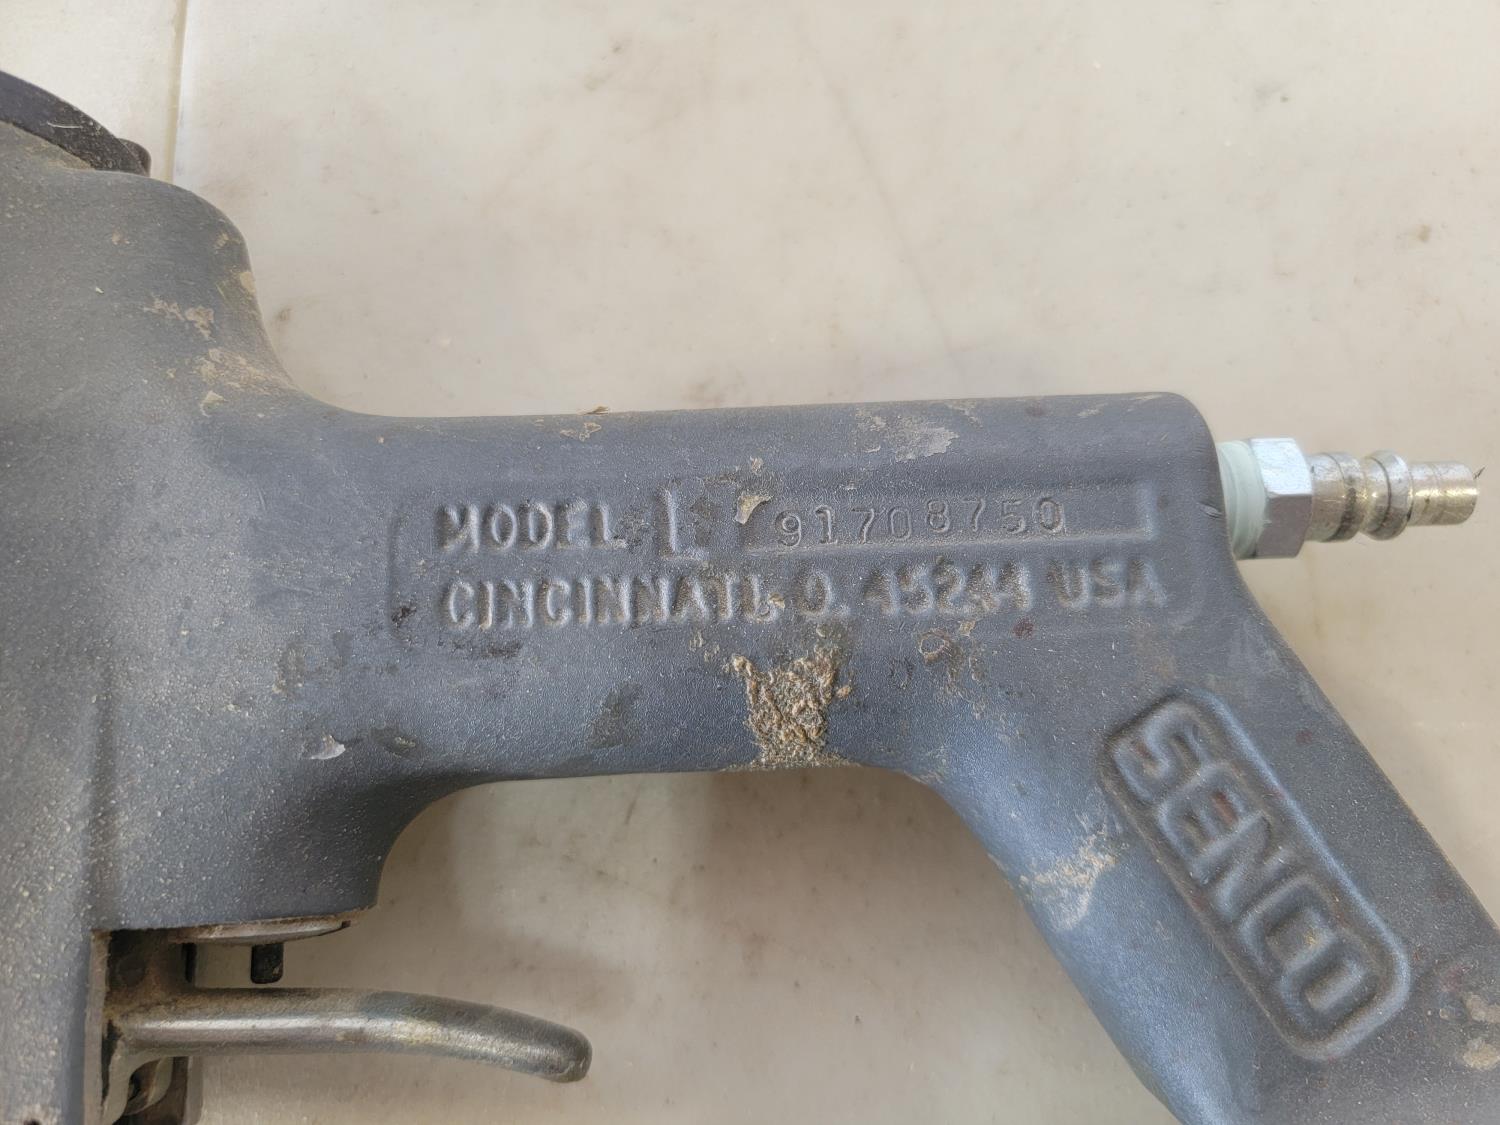 MODEL L 91708750
CINCINNATI, O. 45244 USA
SENCO